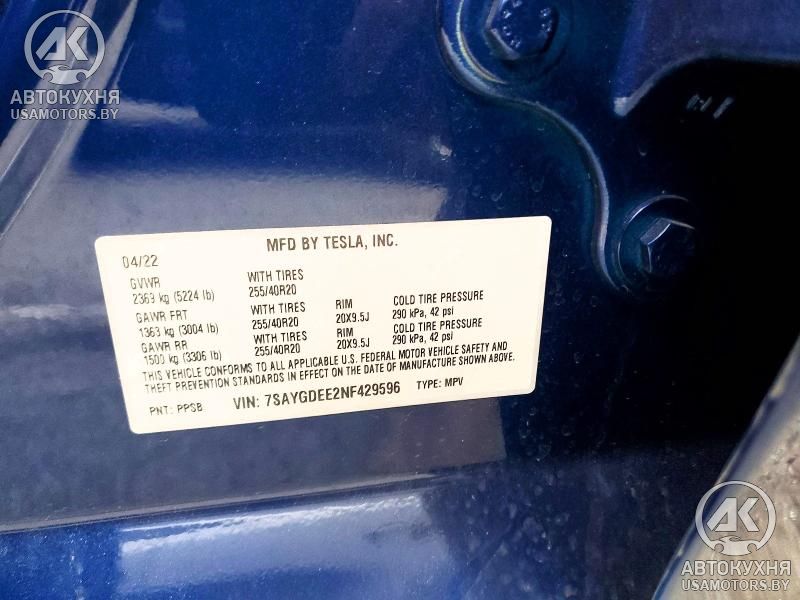 AK
АВТОКУХНЯ
USAMOTORS.BY
MFD BY TESLA, INC.
04/22
GVWR WITH TIRES
2363 kg (5224 lb) 255/40R20
GAWR FRT WITH TIRES RIM COLD TIRE PRESSURE
1363 kg (3004 lb) 255/40R20 20X9.5J 290 kPa, 42 psi
GAWR RR WITH TIRES RIM COLD TIRE PRESSURE
1500 kg (3306 lb) 255/40R20 20X9.5J 290 kPa, 42 psi
THIS VEHICLE CONFORMS TO ALL APPLICABLE U.S. FEDERAL MOTOR VEHICLE SAFETY AND
THEFT PREVENTION STANDARDS IN EFFECT ON THE DATE OF MANUFACTURE SHOWN ABOVE.
PNT: PPSB VIN: 7SAYGDEE2NF429596 TYPE: MPV
AK
АВТОКУХНЯ
USAMOTORS.BY